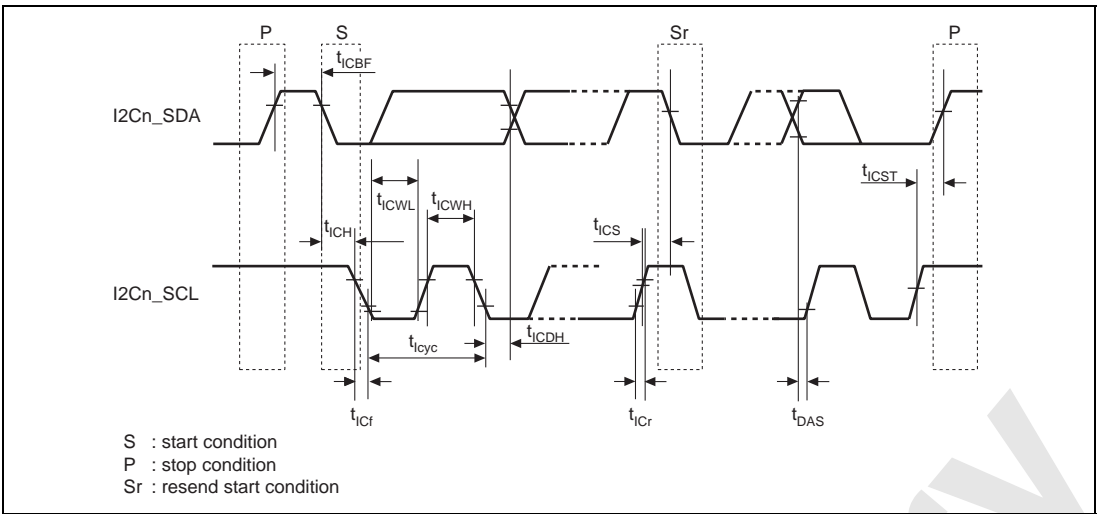 P S Sr P
tICBF
I2Cn_SDA
tICST
tICWL tICWH
tICH tICS
I2Cn_SCL
tICDH
tIcyc
tICf tICr tDAS
S : start condition
P : stop condition
Sr : resend start condition